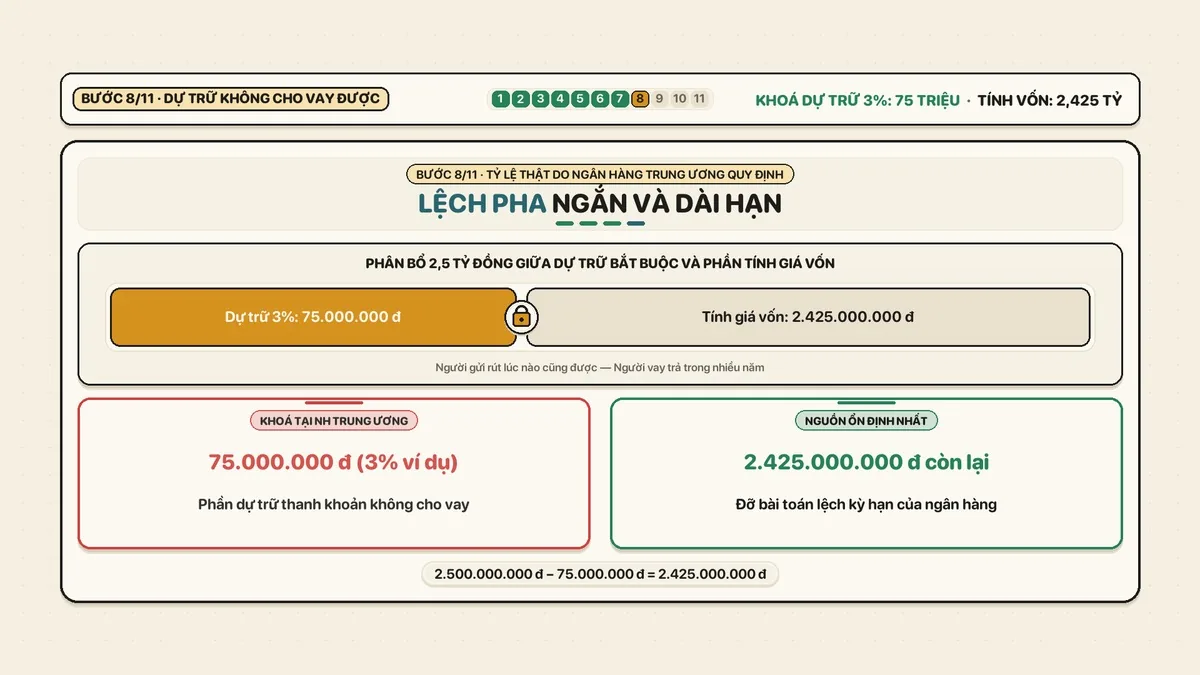 BƯỚC 8/11 · DỰ TRỮ KHÔNG CHO VAY ĐƯỢC
1 2 3 4 5 6 7 8 9 10 11
KHOÁ DỰ TRỮ 3%: 75 TRIỆU · TÍNH VỐN: 2,425 TỶ
BƯỚC 8/11 · TỶ LỆ THẬT DO NGÂN HÀNG TRUNG ƯƠNG QUY ĐỊNH
LỆCH PHA NGẮN VÀ DÀI HẠN
PHÂN BỔ 2,5 TỶ ĐỒNG GIỮA DỰ TRỮ BẮT BUỘC VÀ PHẦN TÍNH GIÁ VỐN
Dự trữ 3%: 75.000.000 đ
Tính giá vốn: 2.425.000.000 đ
Người gửi rút lúc nào cũng được — Người vay trả trong nhiều năm
KHOÁ TẠI NH TRUNG ƯƠNG
75.000.000 đ (3% ví dụ)
Phần dự trữ thanh khoản không cho vay
NGUỒN ỔN ĐỊNH NHẤT
2.425.000.000 đ còn lại
Đỡ bài toán lệch kỳ hạn của ngân hàng
2.500.000.000 đ − 75.000.000 đ = 2.425.000.000 đ